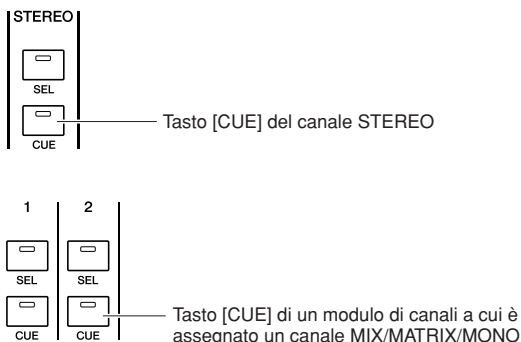 STEREO
SEL
Tasto [CUE] del canale STEREO
CUE
1 2
SEL SEL
Tasto [CUE] di un modulo di canali a cui è
CUE CUE
assegnato un canale MIX/MATRIX/MONO